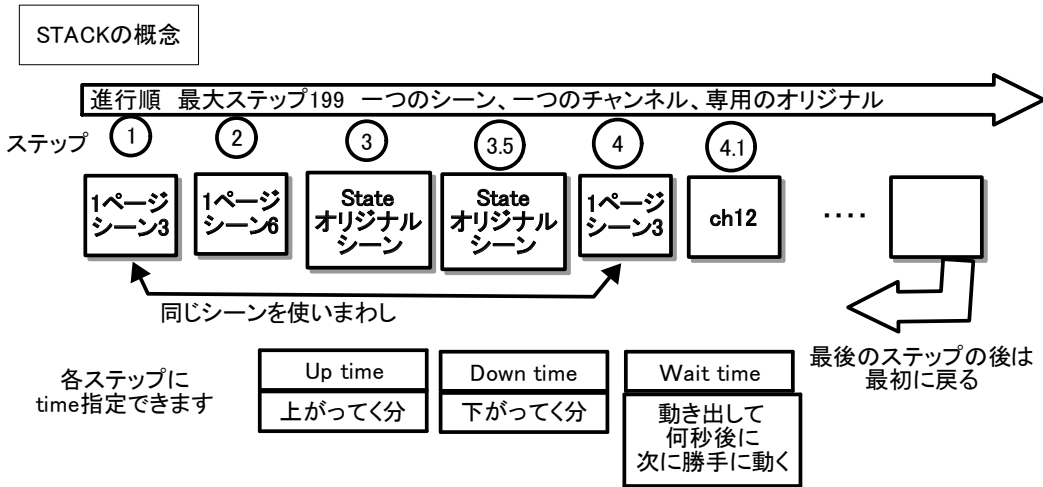 STACKの概念
進行順 最大ステップ199 一つのシーン、一つのチャンネル、専用のオリジナル
ステップ
1
2
3
3.5
4
4.1
1ページ
シーン3
1ページ
シーン6
State
オリジナル
シーン
State
オリジナル
シーン
1ページ
シーン3
ch12
‥‥
同じシーンを使いまわし
最後のステップの後は
最初に戻る
各ステップに
time指定できます
Up time
上がってく分
Down time
下がってく分
Wait time
動き出して
何秒後に
次に勝手に動く